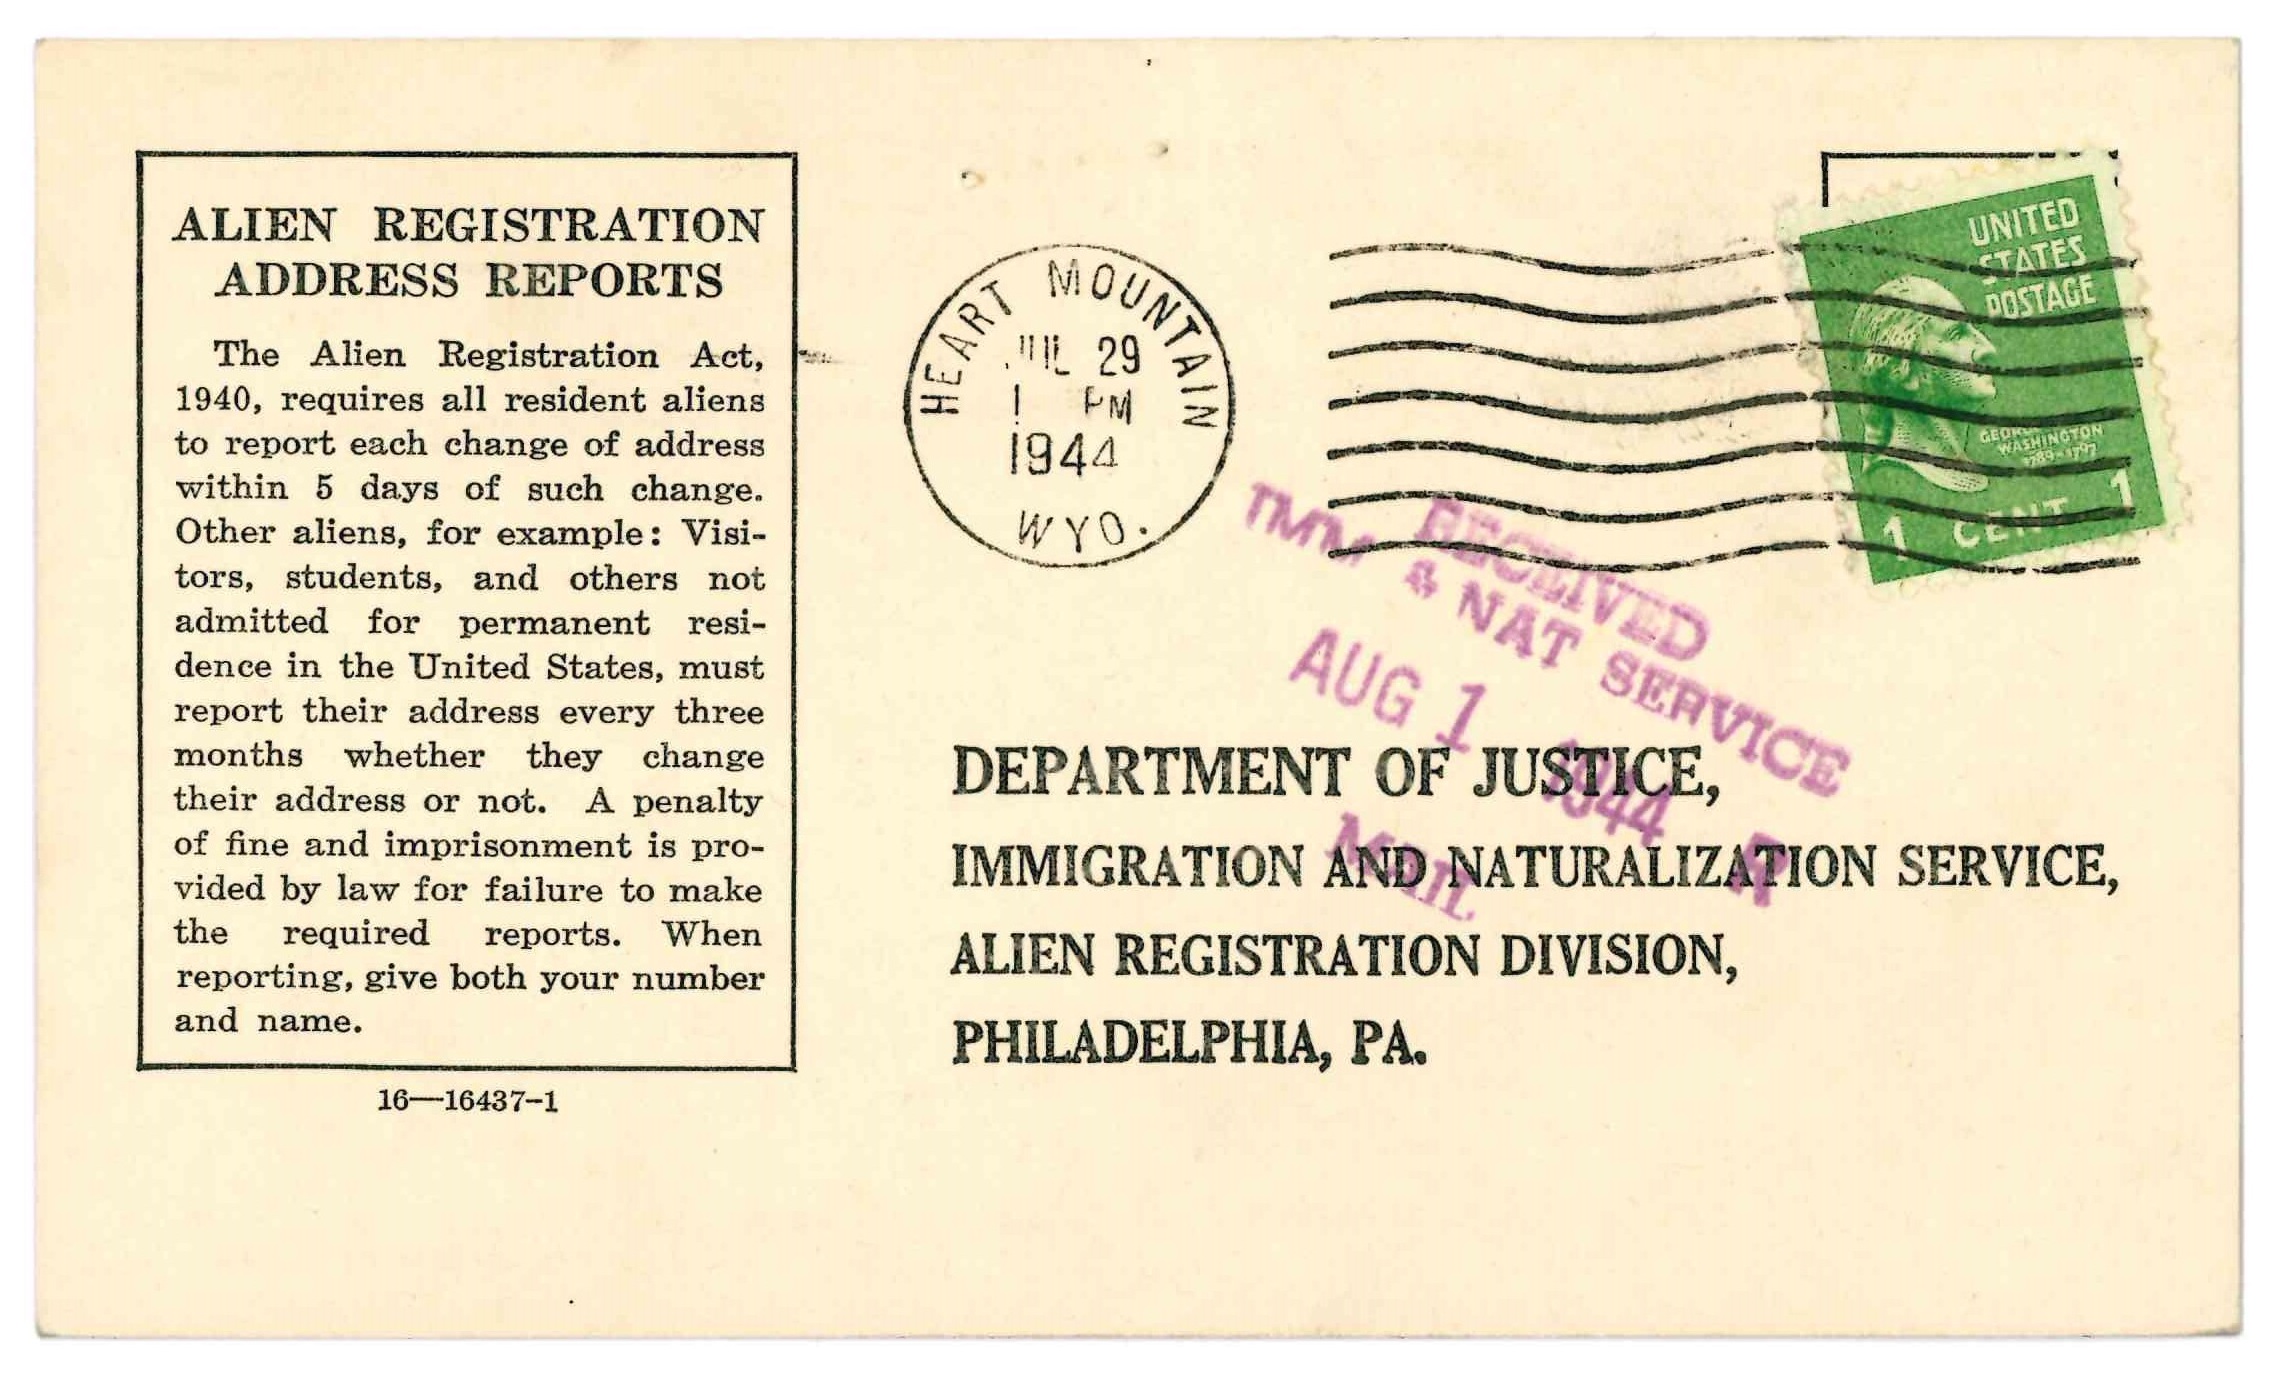 ALIEN REGISTRATION
ADDRESS REPORTS
The Alien Registration Act,
1940, requires all resident aliens
to report each change of address
within 5 days of such change.
Other aliens, for example: Visi-
tors, students, and others not
admitted for permanent resi-
dence in the United States, must
report their address every three
months whether they change
their address or not. A penalty
of fine and imprisonment is pro-
vided by law for failure to make
the required reports. When
reporting, give both your number
and name.
16—16437-1
HEART MOUNTAIN
JUL 29
1 PM
1944
WYO.
UNITED
STATES
POSTAGE
GEORGE
WASHINGTON
1789-1797
1 CENT 1
RECEIVED
IMM & NAT SERVICE
AUG 1 1944
MAIL R
DEPARTMENT OF JUSTICE,
IMMIGRATION AND NATURALIZATION SERVICE,
ALIEN REGISTRATION DIVISION,
PHILADELPHIA, PA.